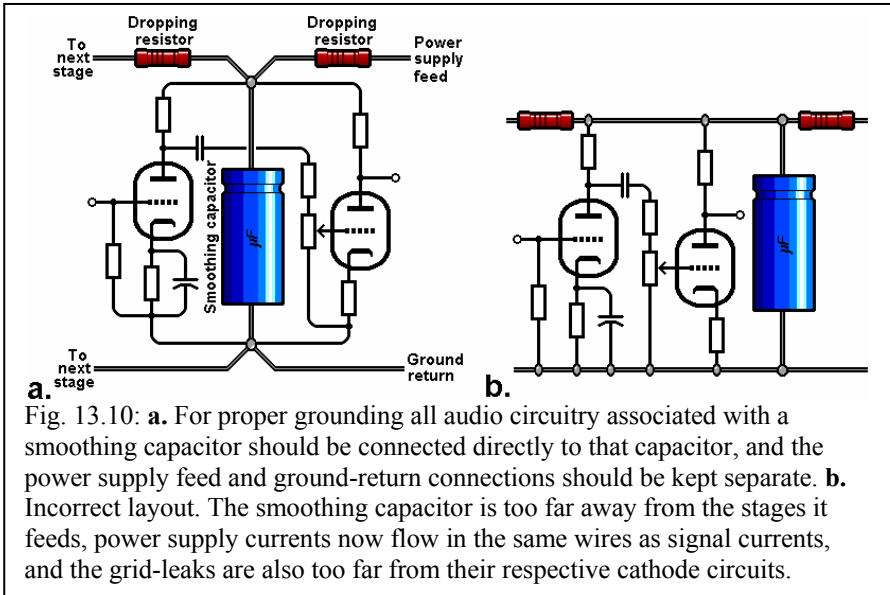 Dropping
resistor
Dropping
resistor
To
next
stage
Power
supply
feed
Smoothing capacitor
µF
µF
To
next
stage
Ground
return
a.
b.
Fig. 13.10: a. For proper grounding all audio circuitry associated with a
smoothing capacitor should be connected directly to that capacitor, and the
power supply feed and ground-return connections should be kept separate. b.
Incorrect layout. The smoothing capacitor is too far away from the stages it
feeds, power supply currents now flow in the same wires as signal currents,
and the grid-leaks are also too far from their respective cathode circuits.